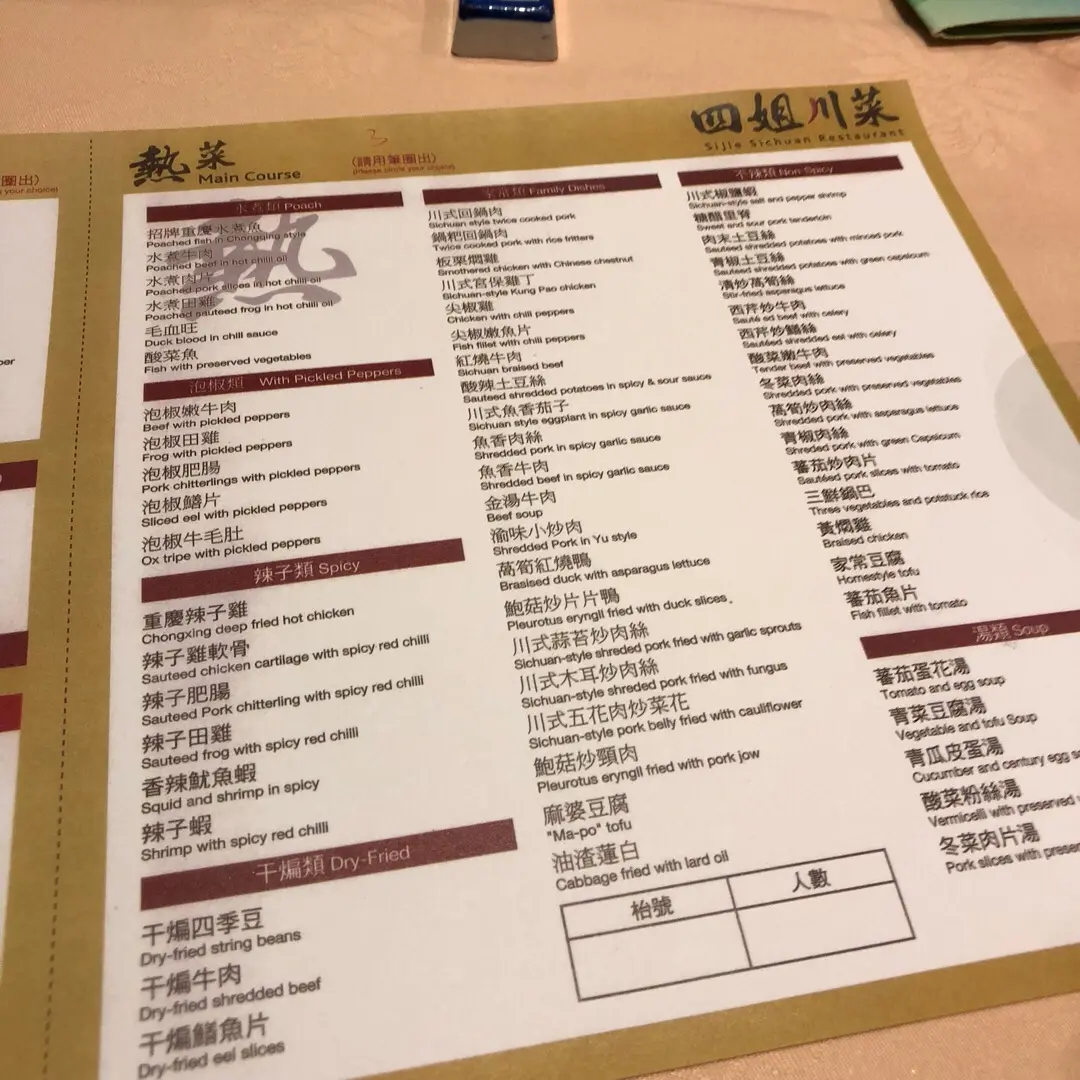 熱菜 Main Course
3
(請用筆圈出)
四姐川菜
Sijie Sichuan Restaurant
圈出)
your choice)
水煮類 Poach
招牌重慶水煮魚
Poached fish in Chongxing style
水煮牛肉
Poached beef in hot chilli oil
水煮肉片
Poached pork slices in hot chilli oil
水煮田雞
Poached sauteed frog in hot chilli oil
毛血旺
Duck blood in chill sauce
酸菜魚
Fish with preserved vegetables
熱
泡椒類 With Pickled Peppers
泡椒嫩牛肉
Beef with pickled peppers
泡椒田雞
Frog with pickled peppers
泡椒肥腸
Pork chitterlings with pickled peppers
泡椒鱔片
Sliced eel with pickled peppers
泡椒牛毛肚
Ox tripe with pickled peppers
辣子類 Spicy
重慶辣子雞
Chongxing deep fried hot chicken
辣子雞軟骨
Sauteed chicken cartilage with spicy red chilli
辣子肥腸
Sauteed Pork chitterling with spicy red chilli
辣子田雞
Sauteed frog with spicy red chilli
香辣魷魚蝦
Squid and shrimp in spicy
辣子蝦
Shrimp with spicy red chilli
干煸類 Dry-Fried
干煸四季豆
Dry-fried string beans
干煸牛肉
Dry-fried shredded beef
干煸鱔魚片
Dry-fried eel slices
家常類 Family Dishes
川式回鍋肉
Sichuan style twice cooked pork
鍋粑回鍋肉
Twice cooked pork with rice fritters
板栗燜雞
Smothered chicken with Chinese chestnut
川式宮保雞丁
Sichuan-style Kung Pao chicken
尖椒雞
Chicken with chill peppers
尖椒嫩魚片
Fish fillet with chill peppers
紅燒牛肉
Sichuan braised beef
酸辣土豆絲
Sauteed shredded potatoes in spicy & sour sauce
川式魚香茄子
Sichuan style eggplant in spicy garlic sauce
魚香肉絲
Shredded pork in spicy garlic sauce
魚香牛肉
Shredded beef in spicy garlic sauce
金湯牛肉
Beef soup
渝味小炒肉
Shredded Pork in Yu style
萵筍紅燒鴨
Brasised duck with asparagus lettuce
鮑菇炒片片鴨
Pleurotus eryngII fried with duck slices。
川式蒜苔炒肉絲
Sichuan-style shreded pork fried with garlic sprouts
川式木耳炒肉絲
Sichuan-style shreded pork fried with fungus
川式五花肉炒菜花
Sichuan-style pork belly fried with cauliflower
鮑菇炒頸肉
Pleurotus eryngII fried with pork jow
麻婆豆腐
"Ma-po" tofu
油渣蓮白
Cabbage fried with lard oil
枱號 人數
不辣類 Non Spicy
川式椒鹽蝦
Sichuan-style salt and pepper shrimp
糖醋里脊
Sweet and sour pork tenderloin
肉末土豆絲
Sauteed shredded potatoes with minced pork
青椒土豆絲
Sauteed shredded potatoes with green capsicum
清炒萵筍絲
Stir-fried asparagus lettuce
西芹炒牛肉
Sauté ed beef with celery
西芹炒鱔絲
Sautéed shredded eel with celery
酸菜嫩牛肉
Tender beef with preserved vegetables
冬菜肉絲
Shredded pork with preserved vegetables
萵筍炒肉絲
Shredded pork with asparagus lettuce
青椒肉絲
Shreded pork with green Capsicum
蕃茄炒肉片
Sautéed pork slices with tomato
三鮮鍋巴
Three vegetables and potstuck rice
黃燜雞
Braised chicken
家常豆腐
Homestyle tofu
蕃茄魚片
Fish fillet with tomato
湯類 Soup
蕃茄蛋花湯
Tomato and egg soup
青菜豆腐湯
Vegetable and tofu Soup
青瓜皮蛋湯
Cucumber and century egg
酸菜粉絲湯
Vermicelli with preserved
冬菜肉片湯
Pork slices with